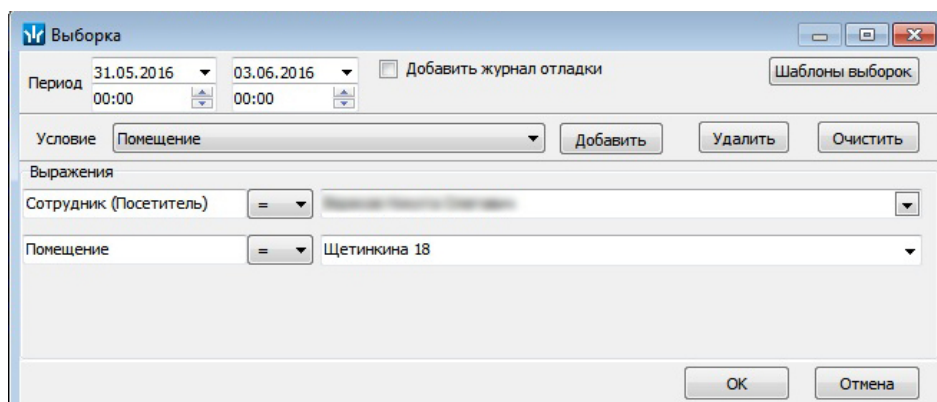 Выборка
Период 31.05.2016 03.06.2016 Добавить журнал отладки Шаблоны выборок
00:00 00:00
Условие Помещение Добавить Удалить Очистить
Выражения
Сотрудник (Посетитель) =
Помещение = Щетинкина 18
OK Отмена